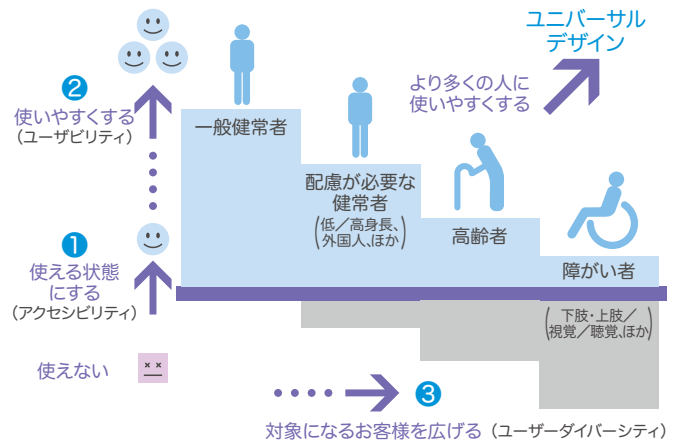 ユニバーサル
デザイン
より多くの人に
使いやすくする
❷
使いやすくする
（ユーザビリティ）
一般健常者
配慮が必要な
健常者
（低／高身長、
外国人、ほか）
高齢者
障がい者
（下肢・上肢／
視覚／聴覚、ほか）
❶
使える状態
にする
（アクセシビリティ）
使えない
❸
対象になるお客様を広げる（ユーザーダイバーシティ）